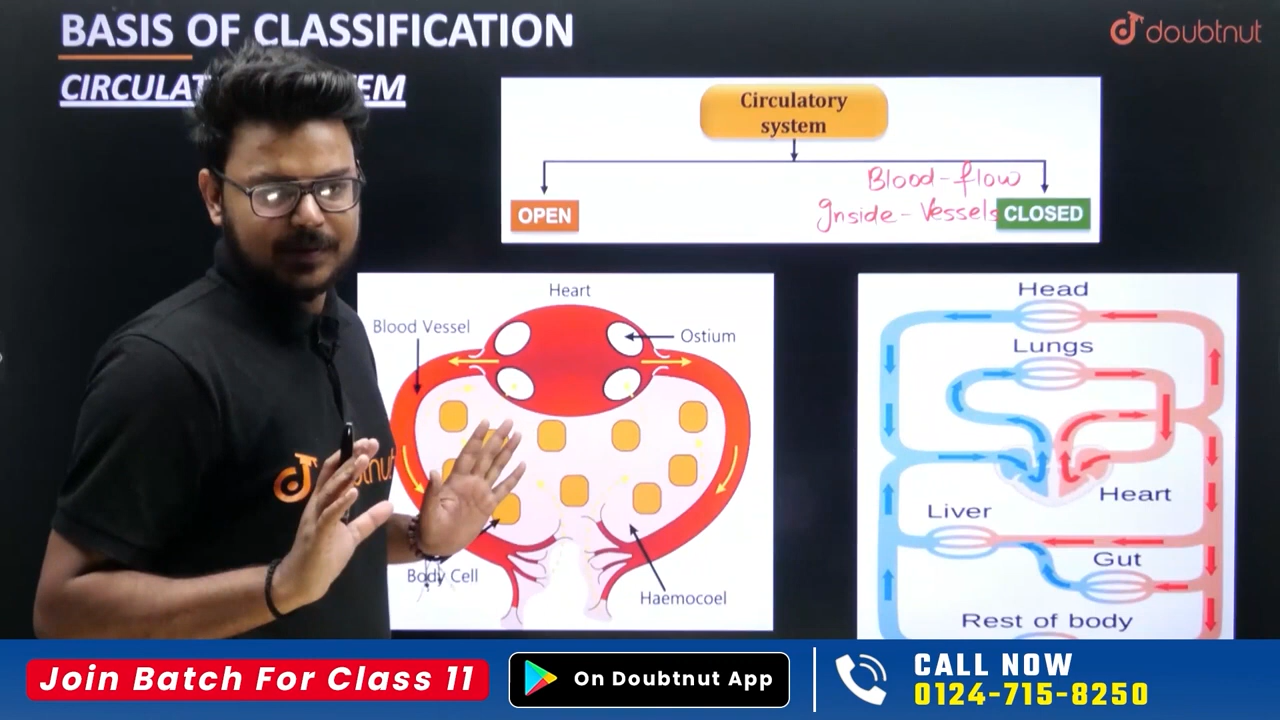 BASIS OF CLASSIFICATION
doubtnut
Circulatory
system
Blood-flow
Inside-Vessels
OPEN
CLOSED
Heart
Blood Vessel
Ostium
Body Cell
Haemocoel
Head
Lungs
Heart
Liver
Gut
Rest of body
Join Batch For Class 11
On Doubtnut App
CALL NOW
0124-715-8250